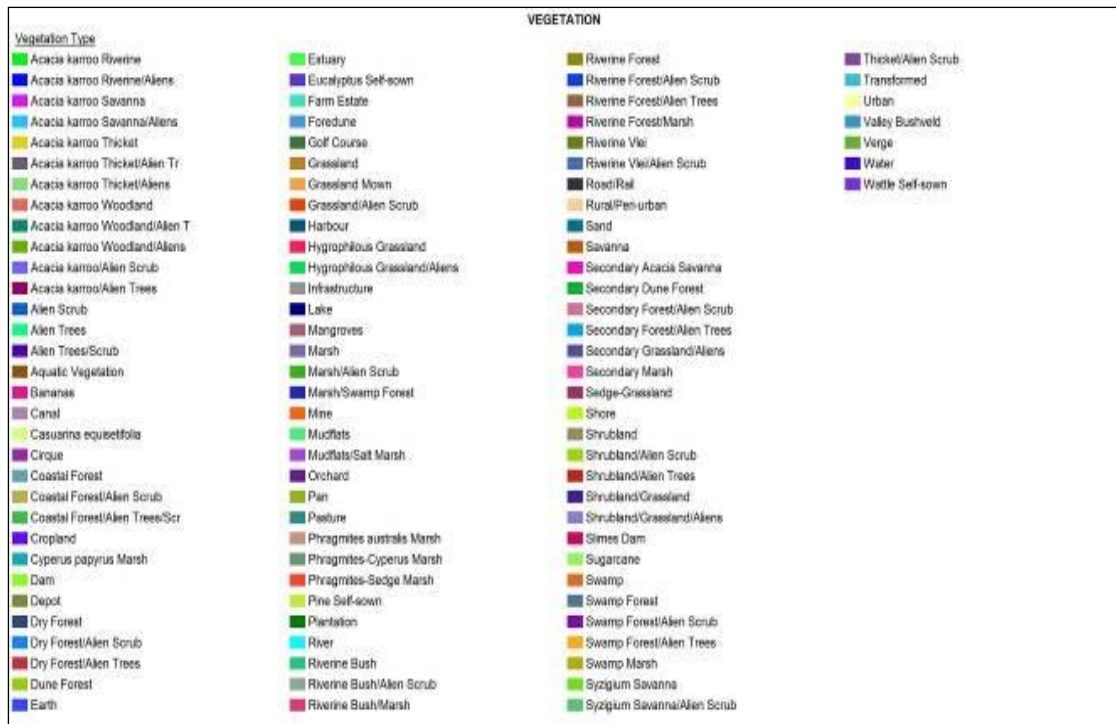 VEGETATION
Vegetation Type
Acacia karroo Riverine
Acacia karroo Riverine/Aliens
Acacia karroo Savanna
Acacia karroo Savanna/Aliens
Acacia karroo Thicket
Acacia karroo Thicket/Alien Tr
Acacia karroo Thicket/Aliens
Acacia karroo Woodland
Acacia karroo Woodland/Alien T
Acacia karroo Woodland/Aliens
Acacia karroo/Alien Scrub
Acacia karroo/Alien Trees
Alien Scrub
Alien Trees
Alien Trees/Scrub
Aquatic Vegetation
Bananas
Canal
Casuarina equisetifolia
Cirque
Coastal Forest
Coastal Forest/Alien Scrub
Coastal Forest/Alien Trees/Scr
Cropland
Cyperus papyrus Marsh
Dam
Depot
Dry Forest
Dry Forest/Alien Scrub
Dry Forest/Alien Trees
Dune Forest
Earth
Estuary
Eucalyptus Self-sown
Farm Estate
Foredune
Golf Course
Grassland
Grassland Mown
Grassland/Alien Scrub
Harbour
Hygrophilous Grassland
Hygrophilous Grassland/Aliens
Infrastructure
Lake
Mangroves
Marsh
Marsh/Alien Scrub
Marsh/Swamp Forest
Mine
Mudflats
Mudflats/Salt Marsh
Orchard
Pan
Pasture
Phragmites australis Marsh
Phragmites-Cyperus Marsh
Phragmites-Sedge Marsh
Pine Self-sown
Plantation
River
Riverine Bush
Riverine Bush/Alien Scrub
Riverine Bush/Marsh
Riverine Forest
Riverine Forest/Alien Scrub
Riverine Forest/Alien Trees
Riverine Forest/Marsh
Riverine Vlei
Riverine Vlei/Alien Scrub
Road/Rail
Rural/Peri-urban
Sand
Savanna
Secondary Acacia Savanna
Secondary Dune Forest
Secondary Forest/Alien Scrub
Secondary Forest/Alien Trees
Secondary Grassland/Aliens
Secondary Marsh
Sedge-Grassland
Shore
Shrubland
Shrubland/Alien Scrub
Shrubland/Alien Trees
Shrubland/Grassland
Shrubland/Grassland/Aliens
Slimes Dam
Sugarcane
Swamp
Swamp Forest
Swamp Forest/Alien Scrub
Swamp Forest/Alien Trees
Swamp Marsh
Syzigium Savanna
Syzigium Savanna/Alien Scrub
Thicket/Alien Scrub
Transformed
Urban
Valley Bushveld
Verge
Water
Wattle Self-sown